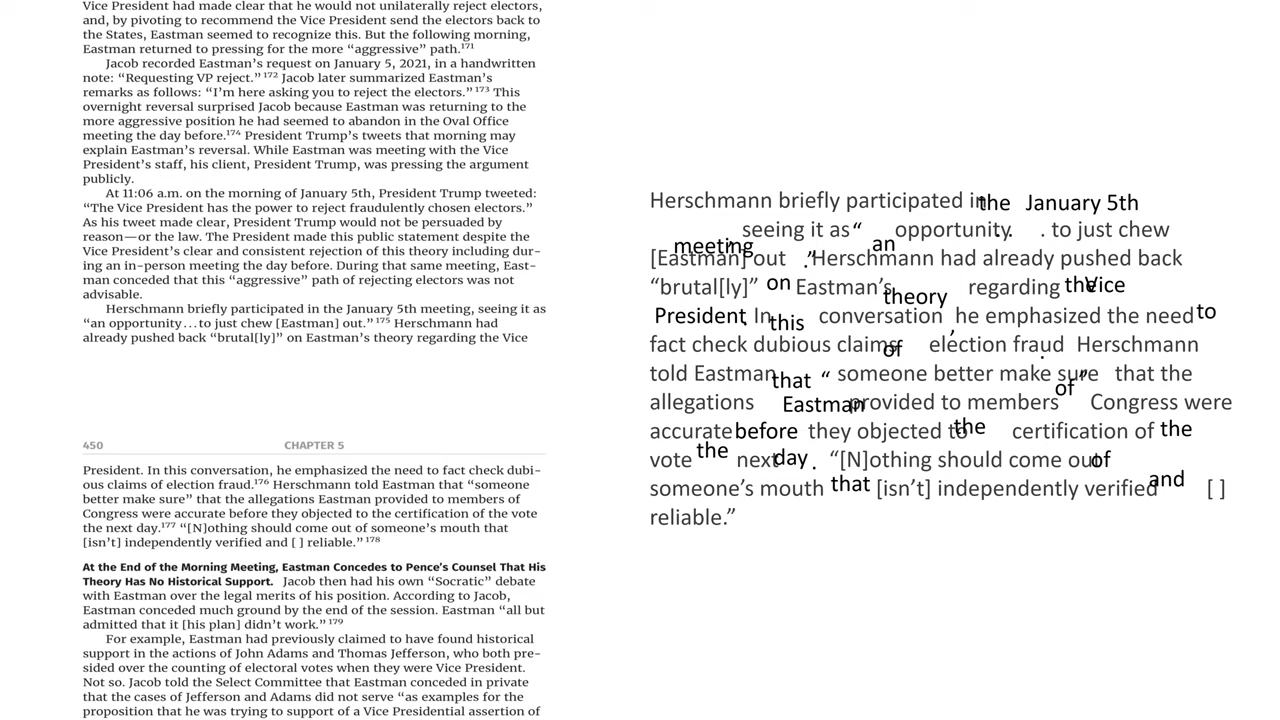 Vice President had made clear that he would not unilaterally reject electors,
and, by pivoting to recommend the Vice President send the electors back to
the States, Eastman seemed to recognize this. But the following morning,
Eastman returned to pressing for the more “aggressive” path.171
Jacob recorded Eastman’s request on January 5, 2021, in a handwritten
note: “Requesting VP reject.” 172 Jacob later summarized Eastman’s
remarks as follows: “I’m here asking you to reject the electors.” 173 This
overnight reversal surprised Jacob because Eastman was returning to the
more aggressive position he had seemed to abandon in the Oval Office
meeting the day before.174 President Trump’s tweets that morning may
explain Eastman’s reversal. While Eastman was meeting with the Vice
President’s staff, his client, President Trump, was pressing the argument
publicly.
At 11:06 a.m. on the morning of January 5th, President Trump tweeted:
“The Vice President has the power to reject fraudulently chosen electors.”
As his tweet made clear, President Trump would not be persuaded by
reason—or the law. The President made this public statement despite the
Vice President’s clear and consistent rejection of this theory including dur-
ing an in-person meeting the day before. During that same meeting, East-
man conceded that this “aggressive” path of rejecting electors was not
advisable.
Herschmann briefly participated in the January 5th meeting, seeing it as
“an opportunity . . . to just chew [Eastman] out.” 175 Herschmann had
already pushed back “brutal[ly]” on Eastman’s theory regarding the Vice
450 CHAPTER 5
President. In this conversation, he emphasized the need to fact check dubi-
ous claims of election fraud.176 Herschmann told Eastman that “someone
better make sure” that the allegations Eastman provided to members of
Congress were accurate before they objected to the certification of the vote
the next day.177 “[N]othing should come out of someone’s mouth that
[isn’t] independently verified and [ ] reliable.” 178
At the End of the Morning Meeting, Eastman Concedes to Pence’s Counsel That His
Theory Has No Historical Support. Jacob then had his own “Socratic” debate
with Eastman over the legal merits of his position. According to Jacob,
Eastman conceded much ground by the end of the session. Eastman “all but
admitted that it [his plan] didn’t work.” 179
For example, Eastman had previously claimed to have found historical
support in the actions of John Adams and Thomas Jefferson, who both pre-
sided over the counting of electoral votes when they were Vice President.
Not so. Jacob told the Select Committee that Eastman conceded in private
that the cases of Jefferson and Adams did not serve “as examples for the
proposition that he was trying to support of a Vice Presidential assertion of
Herschmann briefly participated in the January 5th
meeting seeing it as “ an opportunity . . . to just chew
[Eastman] out .” Herschmann had already pushed back
“brutal[ly]” on Eastman’s theory regarding the Vice
President . In this conversation , he emphasized the need to
fact check dubious claims of election fraud . Herschmann
told Eastman that “ someone better make sure ” that the
allegations Eastman provided to members of Congress were
accurate before they objected to the certification of the
vote the next day . “[N]othing should come out of
someone’s mouth that [isn’t] independently verified and [ ]
reliable.”